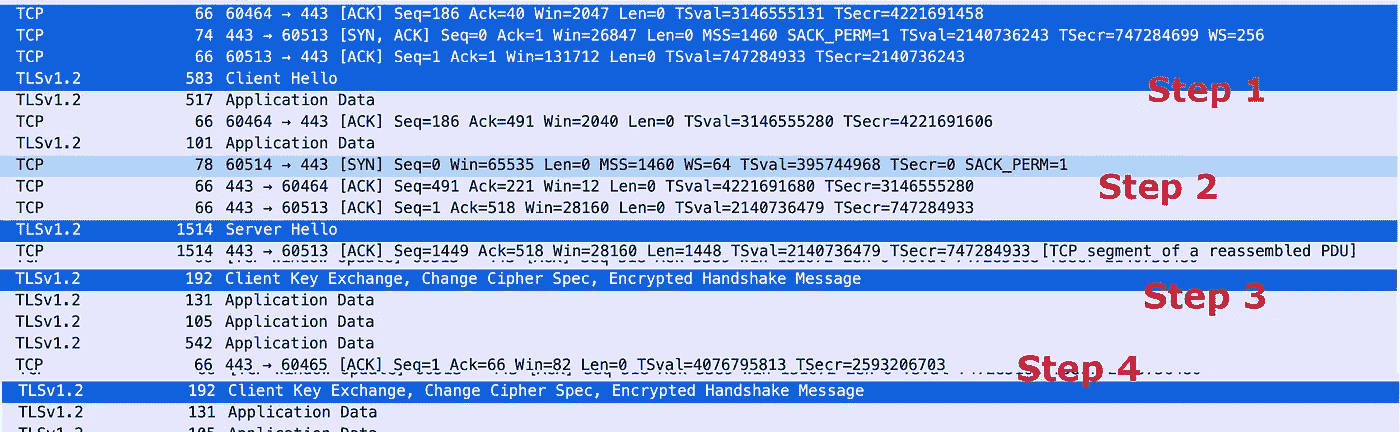 TCP 66 60464 → 443 [ACK] Seq=186 Ack=40 Win=2047 Len=0 TSval=3146555131 TSecr=4221691458
TCP 74 443 → 60513 [SYN, ACK] Seq=0 Ack=1 Win=26847 Len=0 MSS=1460 SACK_PERM=1 TSval=2140736243 TSecr=747284699 WS=256
TCP 66 60513 → 443 [ACK] Seq=1 Ack=1 Win=131712 Len=0 TSval=747284933 TSecr=2140736243
TLSv1.2 583 Client Hello
Step 1
TLSv1.2 517 Application Data
TCP 66 60464 → 443 [ACK] Seq=186 Ack=491 Win=2040 Len=0 TSval=3146555280 TSecr=4221691606
TLSv1.2 101 Application Data
TCP 78 60514 → 443 [SYN] Seq=0 Win=65535 Len=0 MSS=1460 WS=64 TSval=395744968 TSecr=0 SACK_PERM=1
TCP 66 443 → 60464 [ACK] Seq=491 Ack=221 Win=12 Len=0 TSval=4221691680 TSecr=3146555280
Step 2
TCP 66 443 → 60513 [ACK] Seq=1 Ack=518 Win=28160 Len=0 TSval=2140736479 TSecr=747284933
TLSv1.2 1514 Server Hello
TCP 1514 443 → 60513 [ACK] Seq=1449 Ack=518 Win=28160 Len=1448 TSval=2140736479 TSecr=747284933 [TCP segment of a reassembled PDU]
TLSv1.2 192 Client Key Exchange, Change Cipher Spec, Encrypted Handshake Message
Step 3
TLSv1.2 131 Application Data
TLSv1.2 105 Application Data
TLSv1.2 542 Application Data
TCP 66 443 → 60465 [ACK] Seq=1 Ack=66 Win=82 Len=0 TSval=4076795813 TSecr=2593206703
Step 4
TLSv1.2 192 Client Key Exchange, Change Cipher Spec, Encrypted Handshake Message
TLSv1.2 131 Application Data
TLSv1.2 105 Application Data